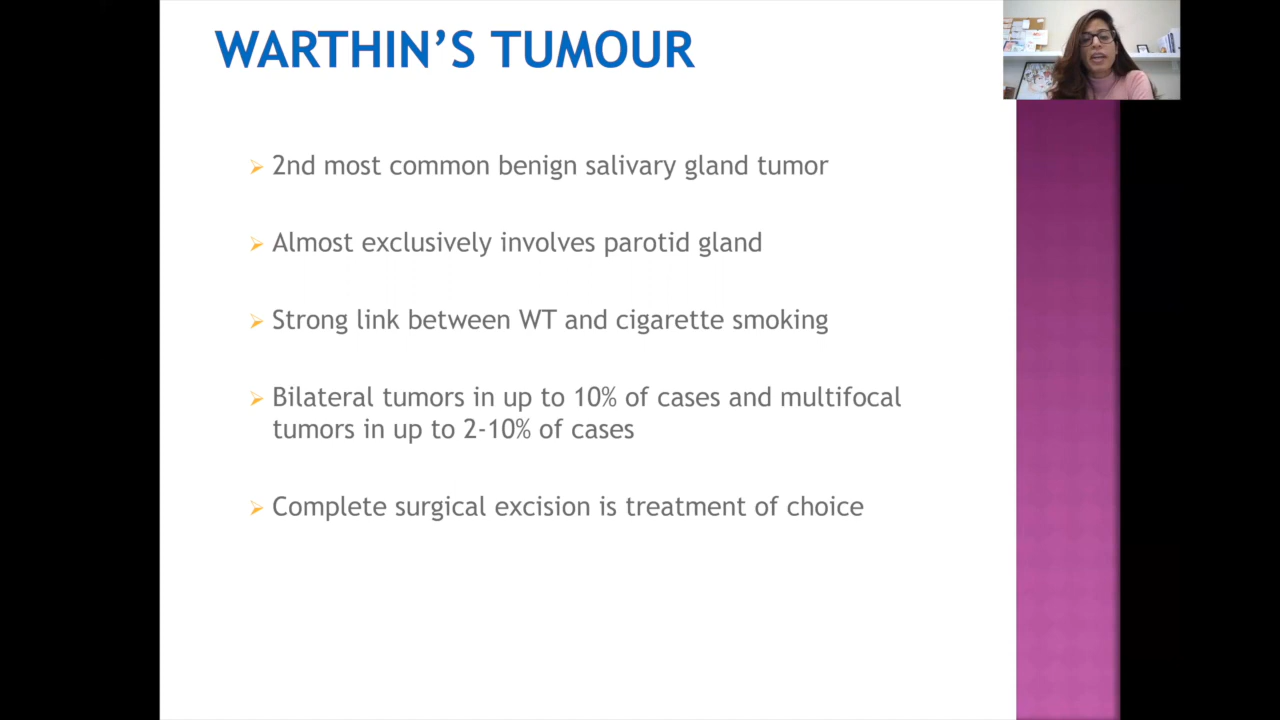 WARTHIN’S TUMOUR
2nd most common benign salivary gland tumor
Almost exclusively involves parotid gland
Strong link between WT and cigarette smoking
Bilateral tumors in up to 10% of cases and multifocal
tumors in up to 2-10% of cases
Complete surgical excision is treatment of choice